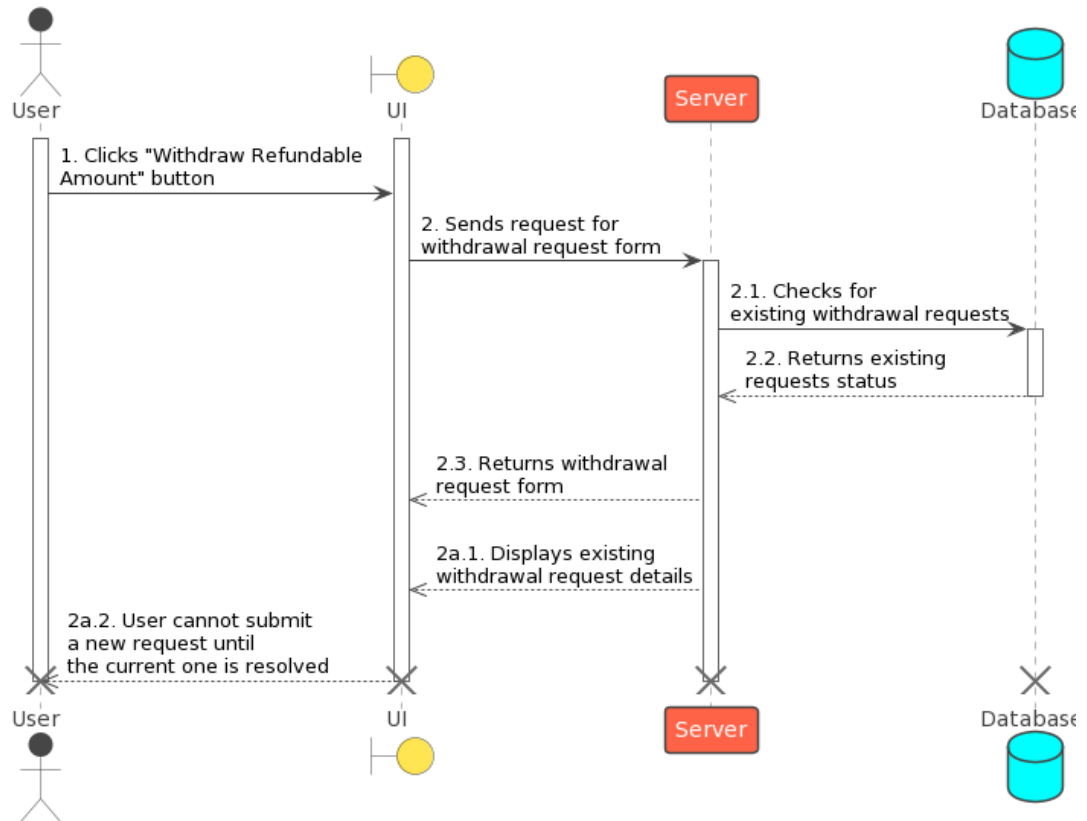 User
UI
Server
Database
1. Clicks "Withdraw Refundable
Amount" button
2. Sends request for
withdrawal request form
2.1. Checks for
existing withdrawal requests
2.2. Returns existing
requests status
2.3. Returns withdrawal
request form
2a.1. Displays existing
withdrawal request details
2a.2. User cannot submit
a new request until
the current one is resolved
User
UI
Server
Database